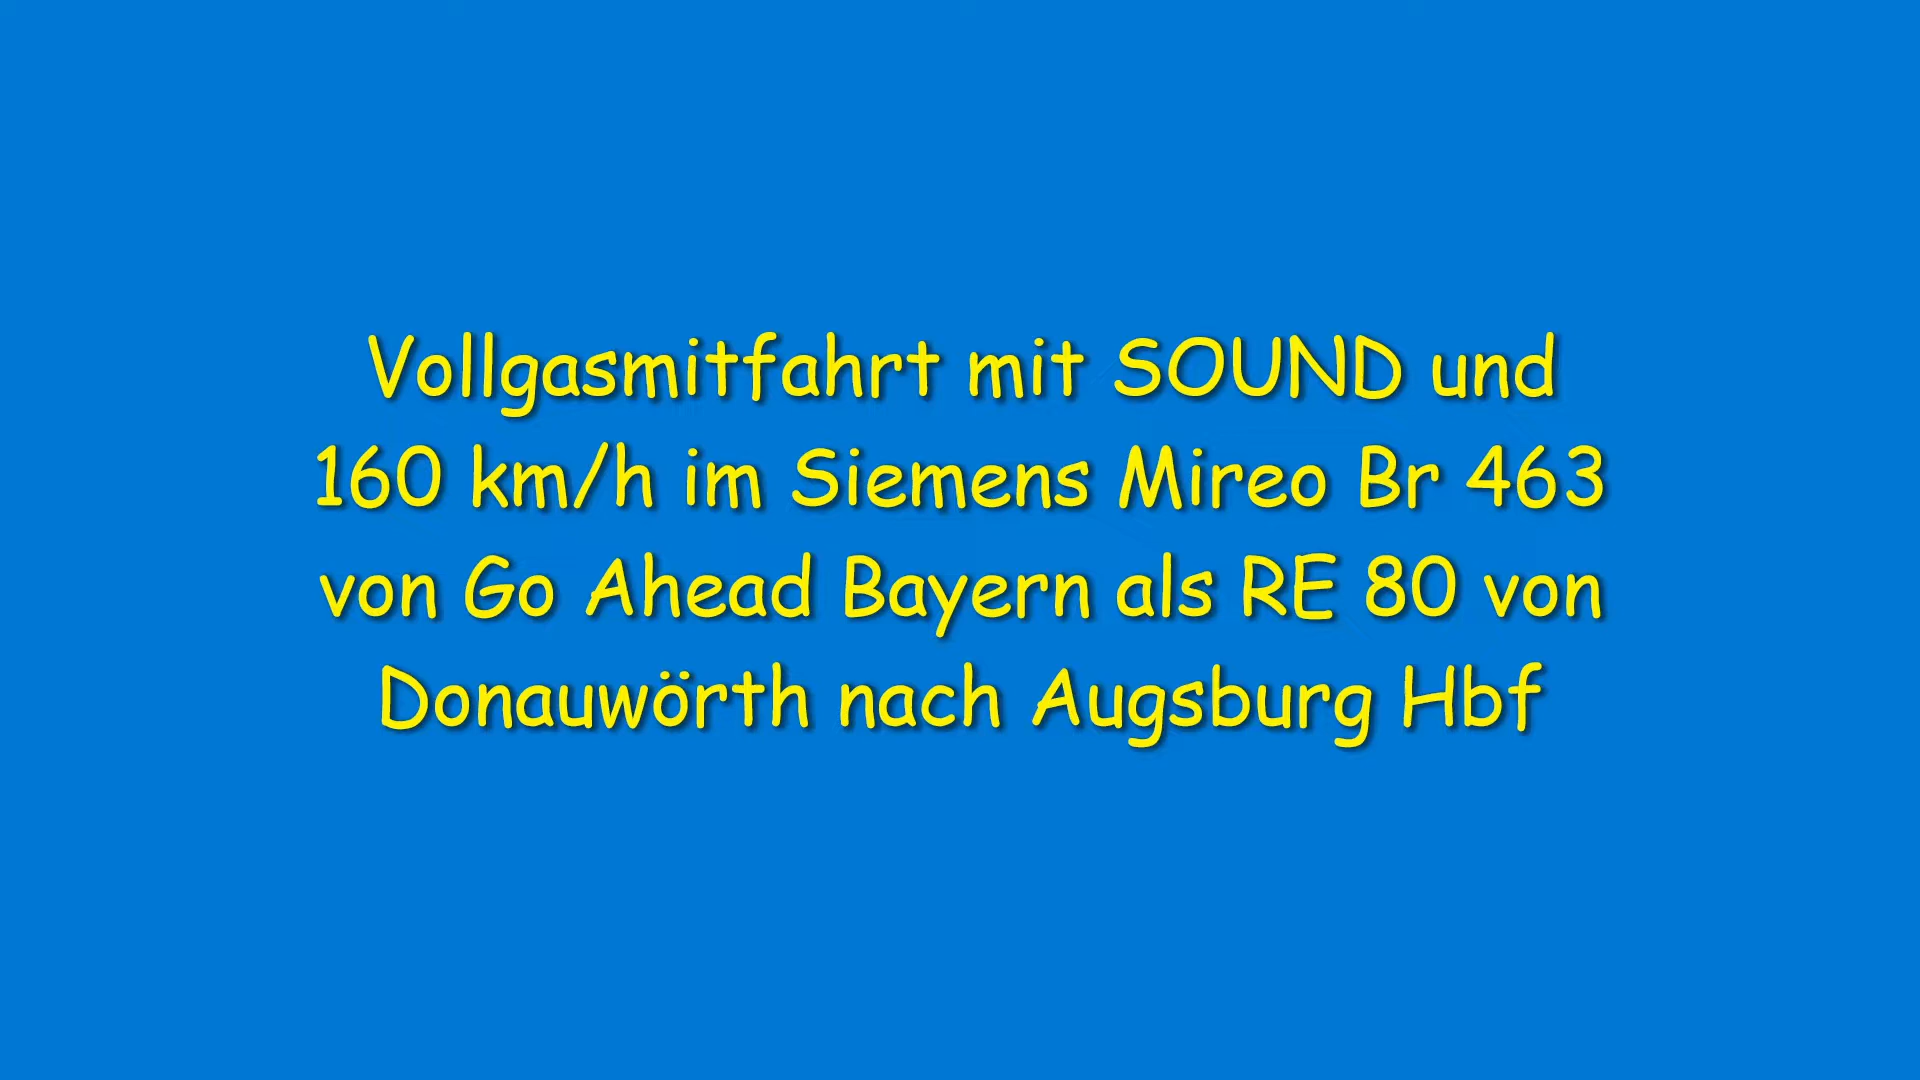 Vollgasmitfahrt mit SOUND und
160 km/h im Siemens Mireo Br 463
von Go Ahead Bayern als RE 80 von
Donauwörth nach Augsburg Hbf